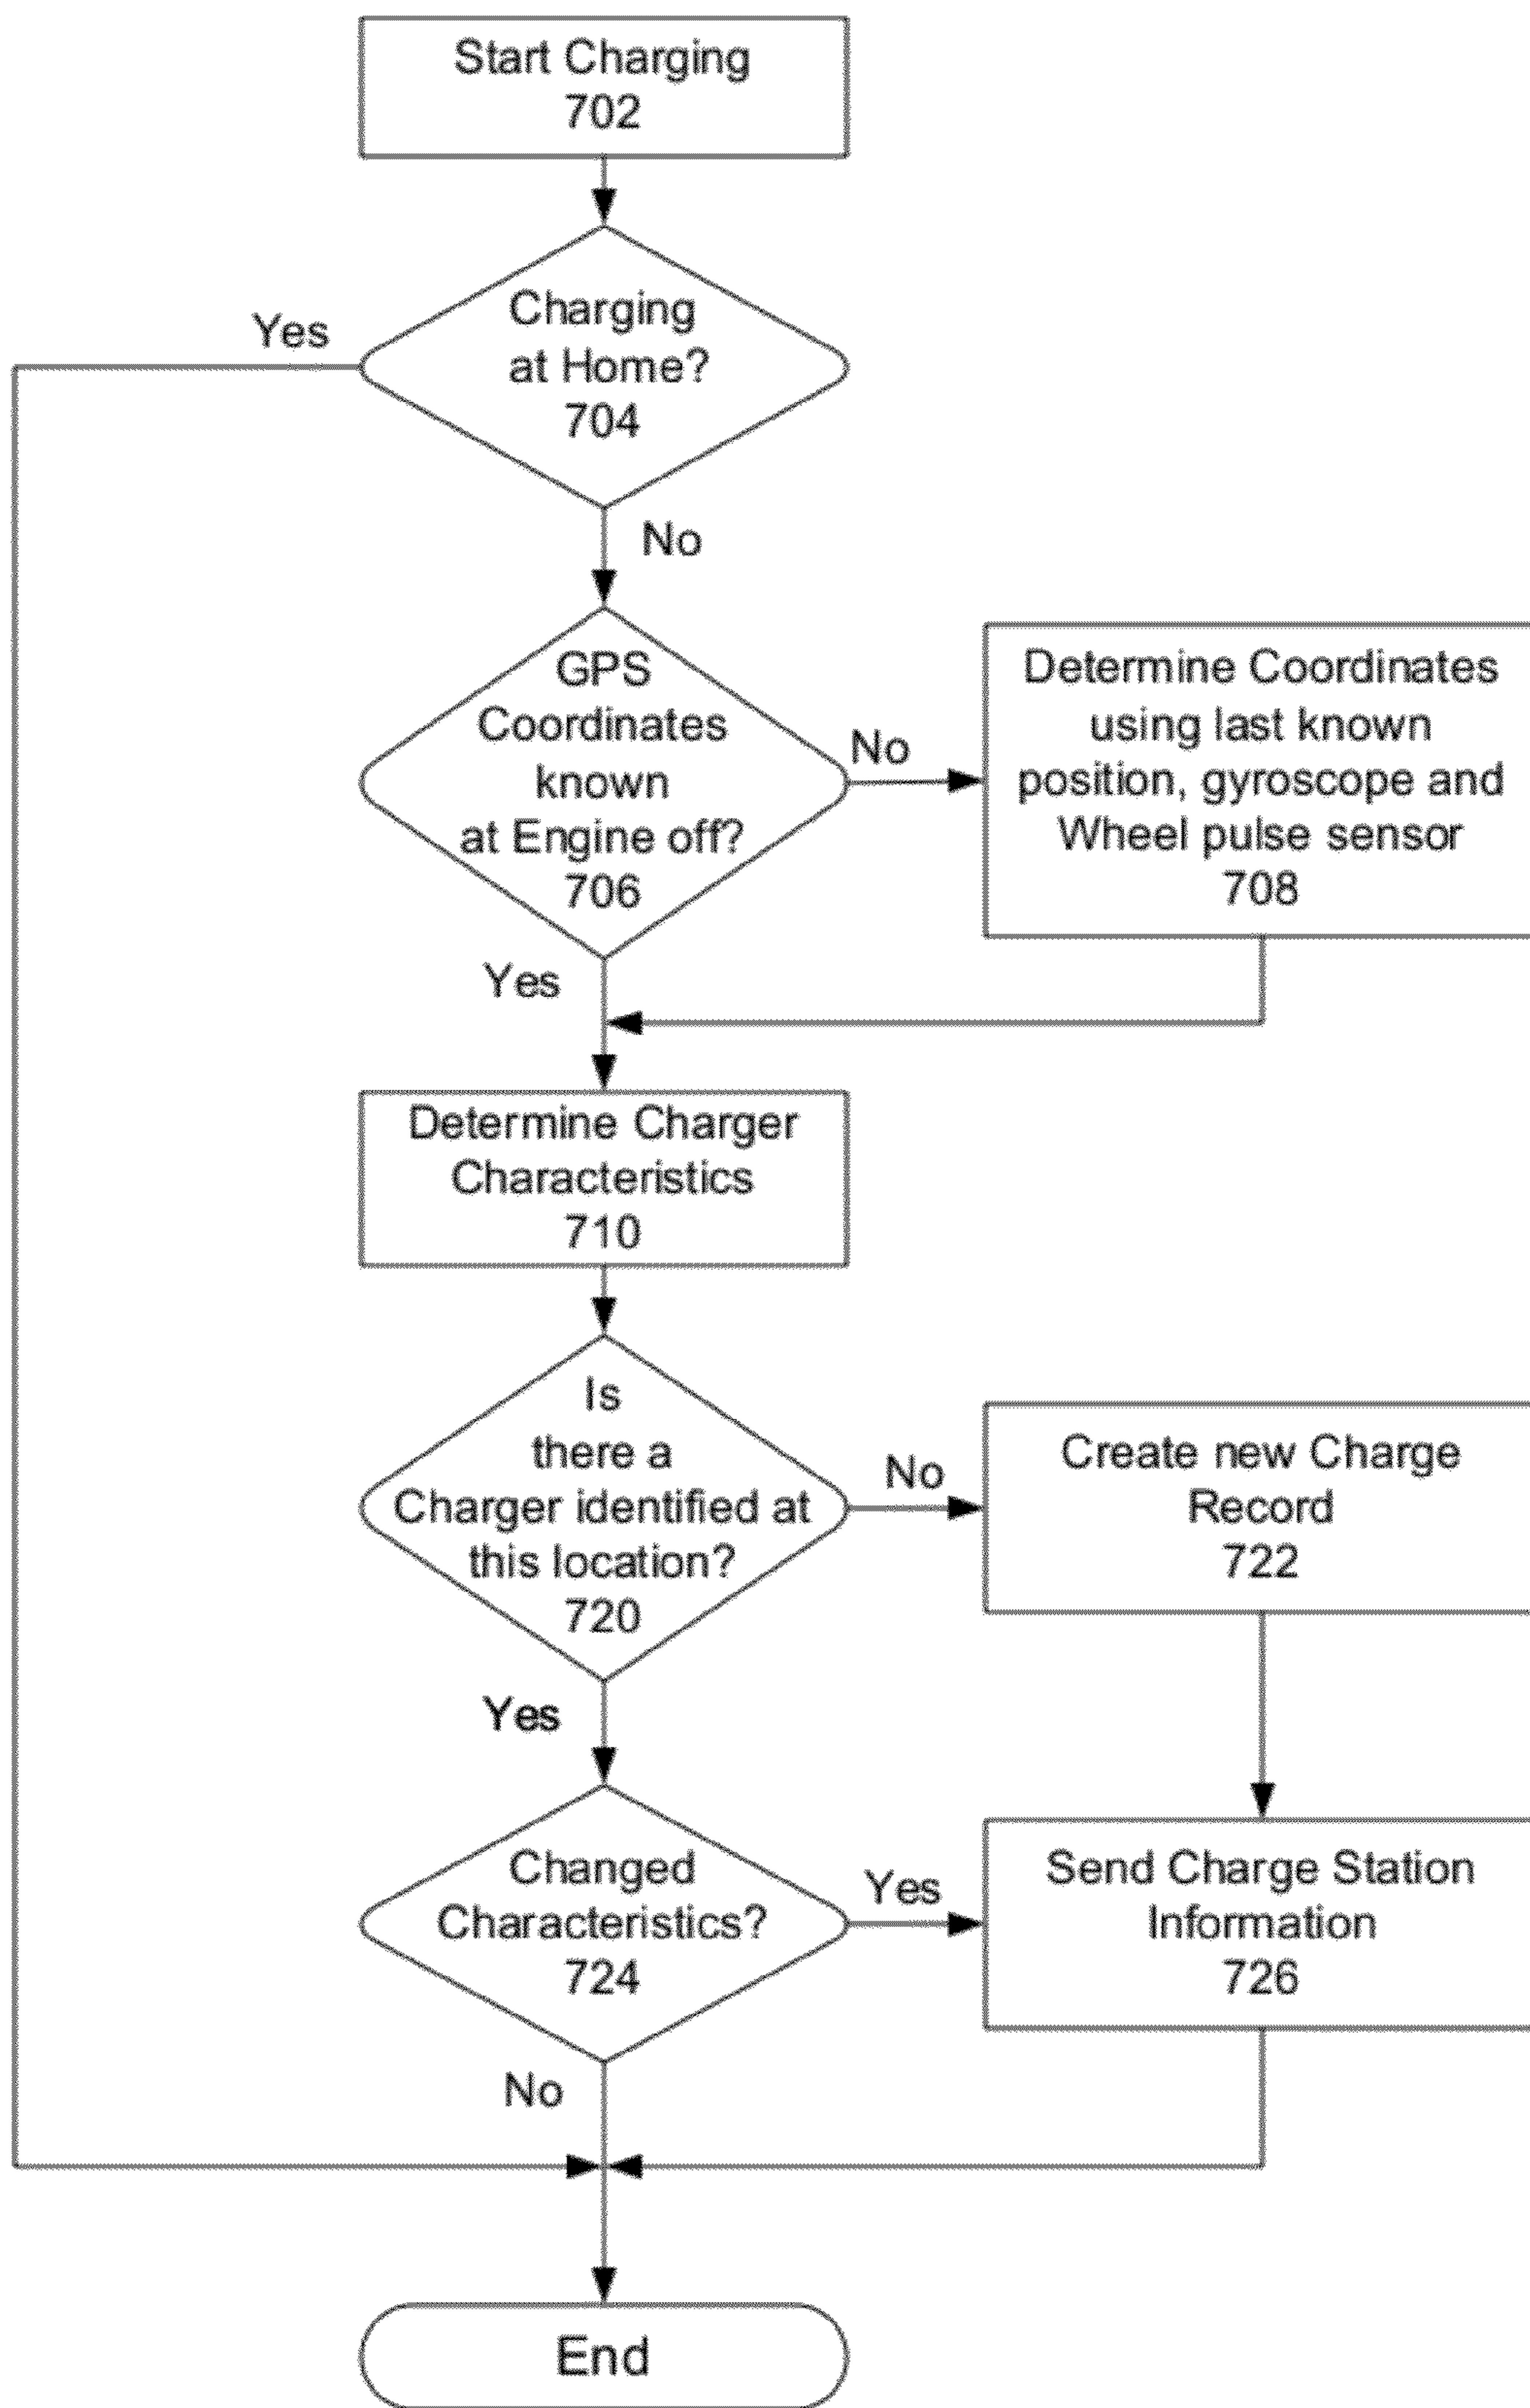 Start Charging
702
Charging
at Home?
704
Yes
No
GPS
Coordinates
known
at Engine off?
706
No
Determine Coordinates
using last known
position, gyroscope and
Wheel pulse sensor
708
Yes
Determine Charger
Characteristics
710
Is
there a
Charger identified at
this location?
720
No
Create new Charge
Record
722
Yes
Changed
Characteristics?
724
Yes
Send Charge Station
Information
726
No
End